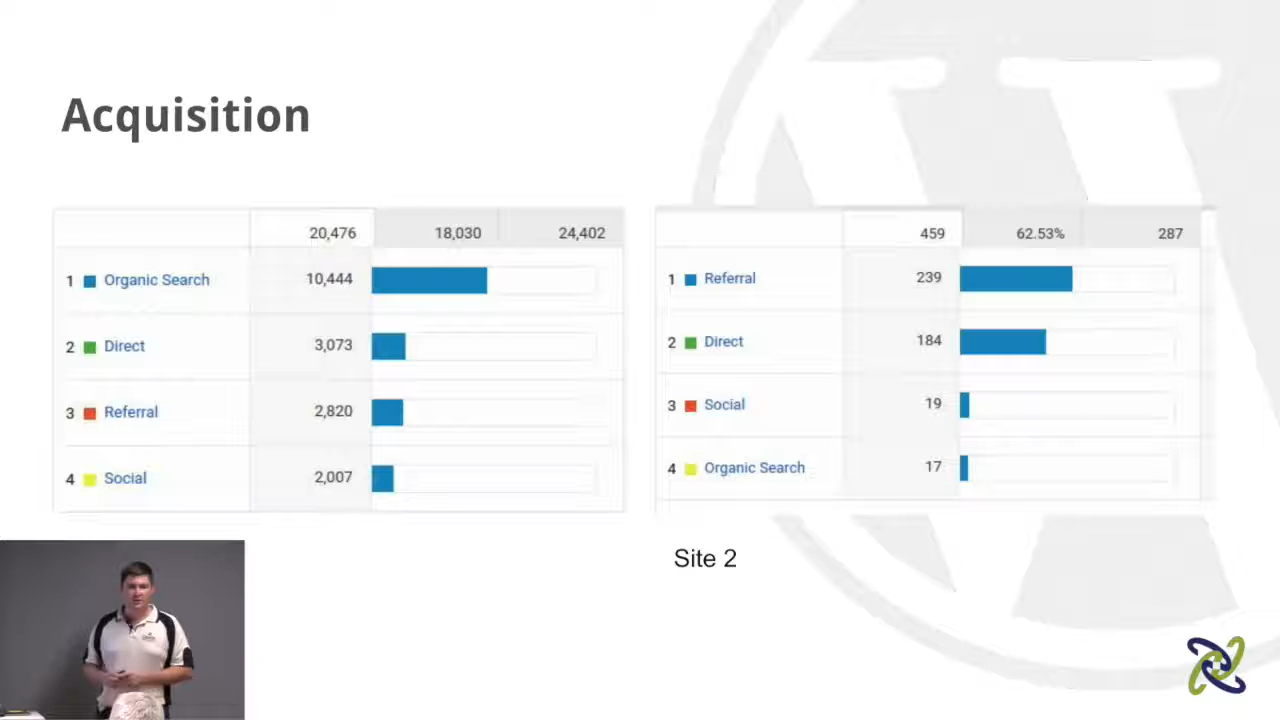 Acquisition
20,476 18,030 24,402
1 Organic Search 10,444
2 Direct 3,073
3 Referral 2,820
4 Social 2,007
459 62.53% 287
1 Referral 239
2 Direct 184
3 Social 19
4 Organic Search 17
Site 2